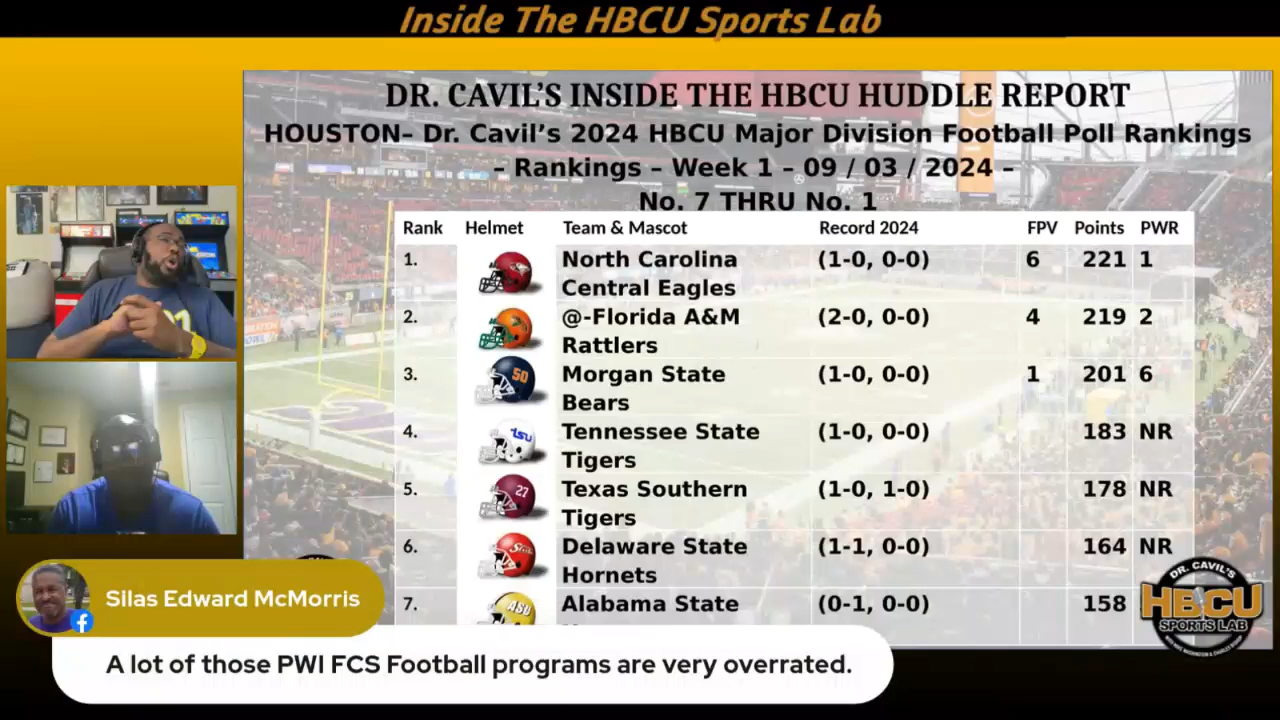 Inside The HBCU Sports Lab
DR. CAVIL'S INSIDE THE HBCU HUDDLE REPORT
HOUSTON– Dr. Cavil's 2024 HBCU Major Division Football Poll Rankings
– Rankings – Week 1 – 09 / 03 / 2024 –
No. 7 THRU No. 1
Rank Helmet Team & Mascot Record 2024 FPV Points PWR
1. North Carolina (1-0, 0-0) 6 221 1
Central Eagles
2. @-Florida A&M (2-0, 0-0) 4 219 2
Rattlers
3. 50 Morgan State (1-0, 0-0) 1 201 6
Bears
4. TSU Tennessee State (1-0, 0-0) 183 NR
Tigers
5. 27 Texas Southern (1-0, 1-0) 178 NR
Tigers
6. Delaware State (1-1, 0-0) 164 NR
Hornets
7. ASU Alabama State (0-1, 0-0) 158
DR. CAVIL'S
HBCU
SPORTS LAB
Silas Edward McMorris
A lot of those PWI FCS Football programs are very overrated.